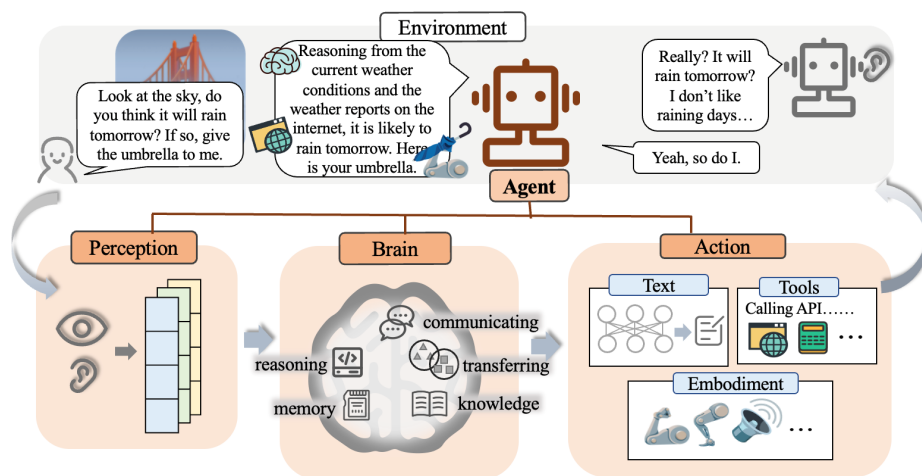 Environment
Look at the sky, do
you think it will rain
tomorrow? If so, give
the umbrella to me.
Reasoning from the
current weather
conditions and the
weather reports on the
internet, it is likely to
rain tomorrow. Here
is your umbrella.
Really? It will
rain tomorrow?
I don't like
raining days…
Yeah, so do I.
Agent
Perception
Brain
communicating
reasoning
transferring
memory
knowledge
Action
Text
Tools
Calling API……
...
Embodiment
...